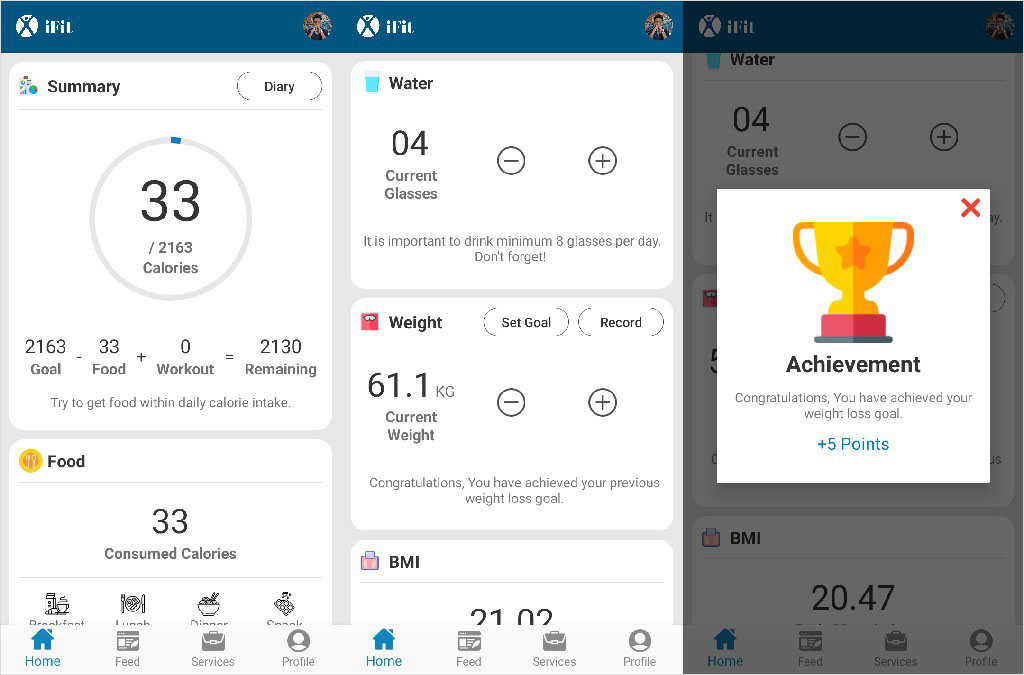 iFit
Summary
Diary
33
/ 2163
Calories
2163 - 33 + 0 = 2130
Goal Food Workout Remaining
Try to get food within daily calorie intake.
Food
33
Consumed Calories
Breakfast Lunch Dinner Snack
Home Feed Services Profile
iFit
Water
04
Current
Glasses
It is important to drink minimum 8 glasses per day.
Don't forget!
Weight
Set Goal
Record
61.1 KG
Current
Weight
Congratulations, You have achieved your previous
weight loss goal.
BMI
21.02
Home Feed Services Profile
iFit
Water
04
Current
Glasses
It
ay.
Achievement
Congratulations, You have achieved your
weight loss goal.
+5 Points
BMI
20.47
Home Feed Services Profile